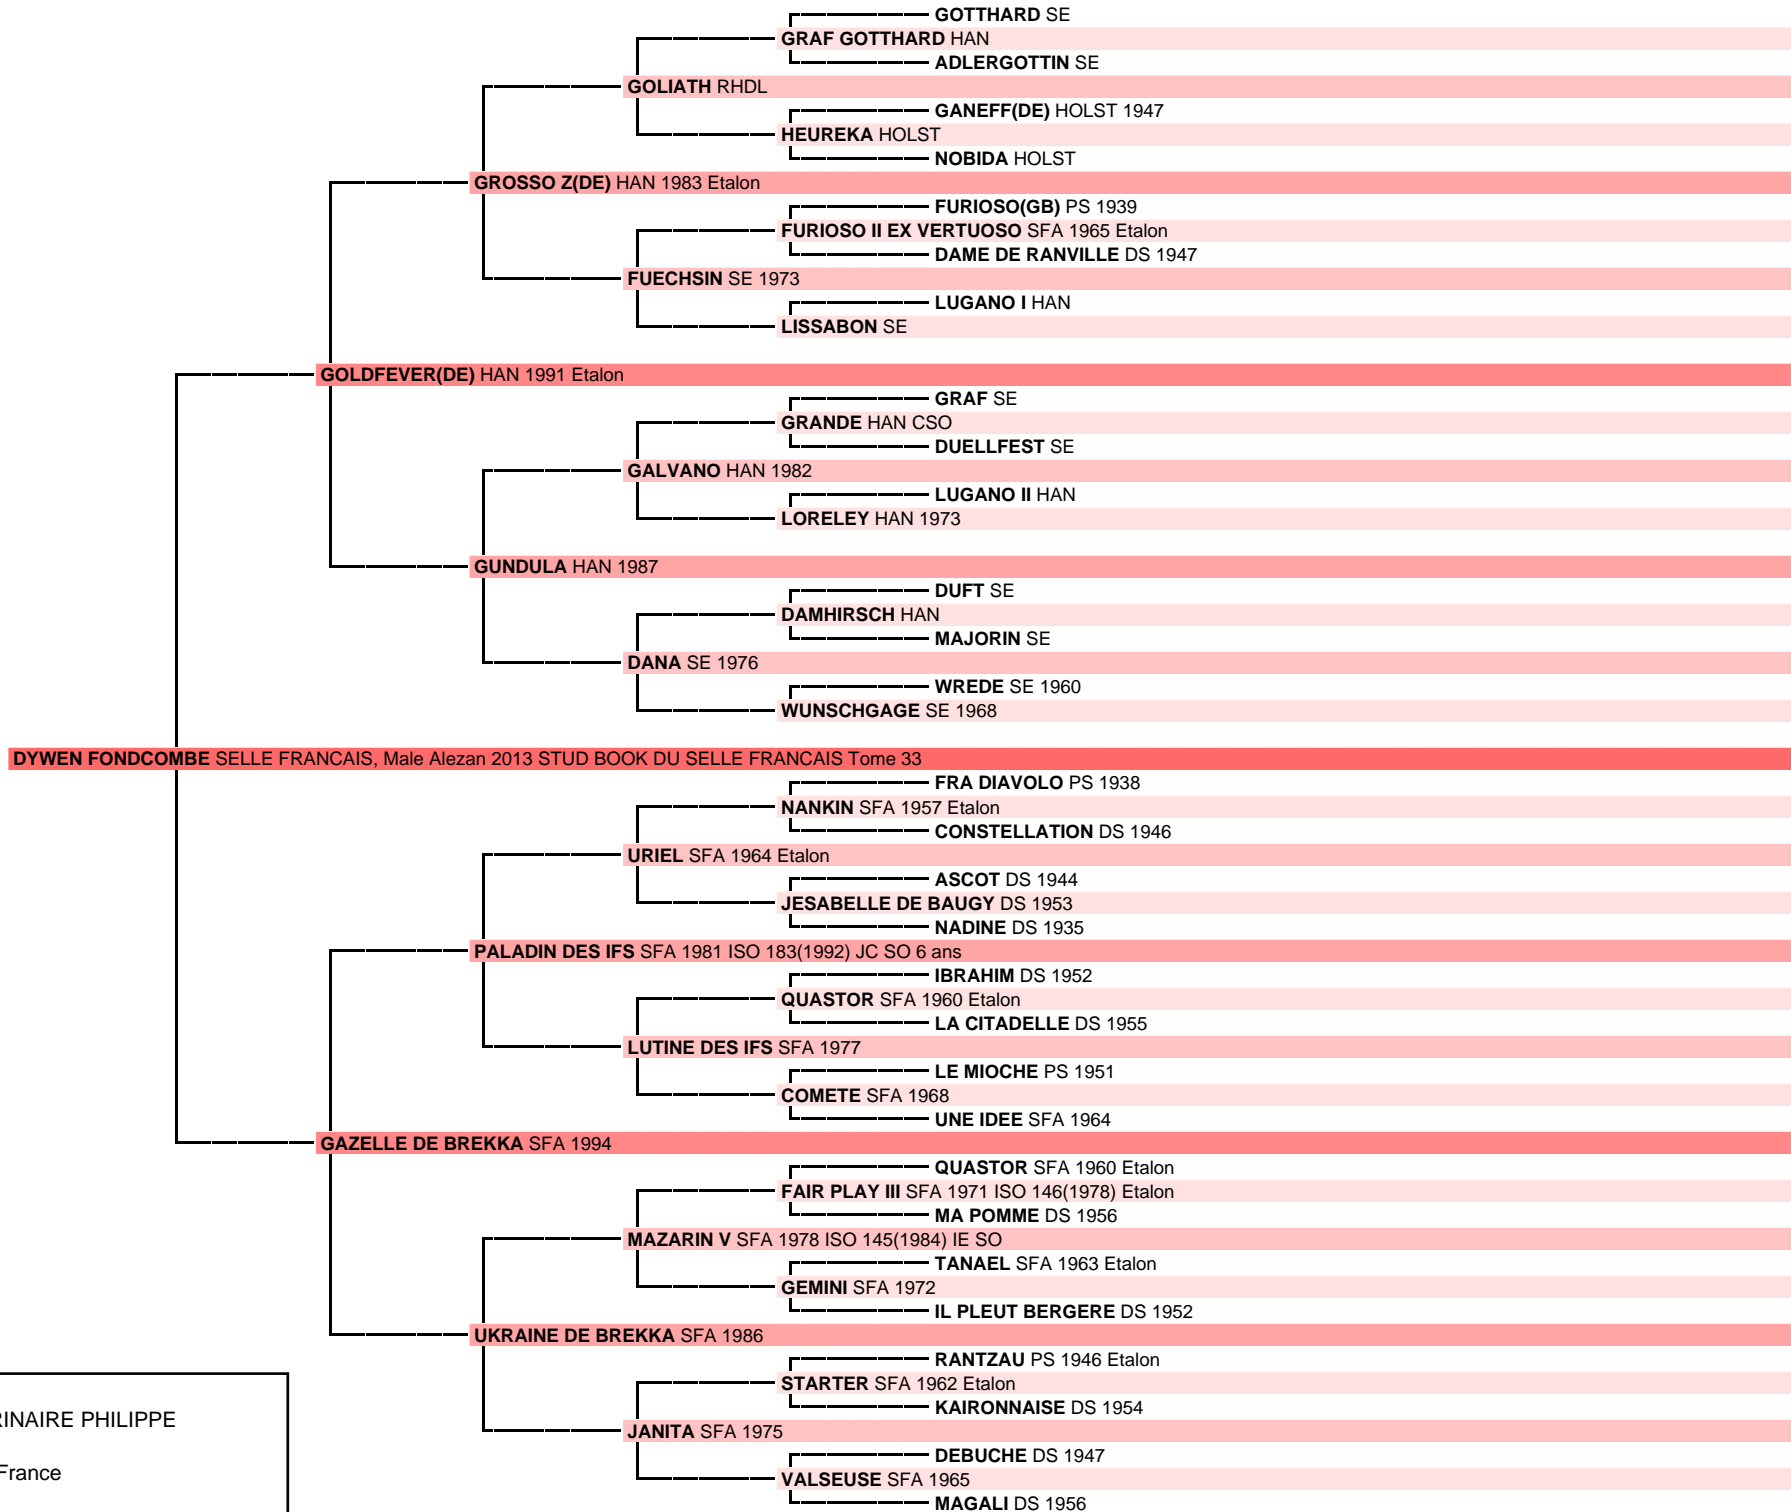 GOTTHARD SE
GRAF GOTTHARD HAN
ADLERGOTTIN SE
GOLIATH RHDL
GANEFF(DE) HOLST 1947
HEUREKA HOLST
NOBIDA HOLST
GROSSO Z(DE) HAN 1983 Etalon
FURIOSO(GB) PS 1939
FURIOSO II EX VERTUOSO SFA 1965 Etalon
DAME DE RANVILLE DS 1947
FUECHSIN SE 1973
LUGANO I HAN
LISSABON SE
GOLDFEVER(DE) HAN 1991 Etalon
GRAF SE
GRANDE HAN CSO
DUELLFEST SE
GALVANO HAN 1982
LUGANO II HAN
LORELEY HAN 1973
GUNDULA HAN 1987
DUFT SE
DAMHIRSCH HAN
MAJORIN SE
DANA SE 1976
WREDE SE 1960
WUNSCHGAGE SE 1968
DYWEN FONDCOMBE SELLE FRANCAIS, Male Alezan 2013 STUD BOOK DU SELLE FRANCAIS Tome 33
FRA DIAVOLO PS 1938
NANKIN SFA 1957 Etalon
CONSTELLATION DS 1946
URIEL SFA 1964 Etalon
ASCOT DS 1944
JESABELLE DE BAUGY DS 1953
NADINE DS 1935
PALADIN DES IFS SFA 1981 ISO 183(1992) JC SO 6 ans
IBRAHIM DS 1952
QUASTOR SFA 1960 Etalon
LA CITADELLE DS 1955
LUTINE DES IFS SFA 1977
LE MIOCHE PS 1951
COMETE SFA 1968
UNE IDEE SFA 1964
GAZELLE DE BREKKA SFA 1994
QUASTOR SFA 1960 Etalon
FAIR PLAY III SFA 1971 ISO 146(1978) Etalon
MA POMME DS 1956
MAZARIN V SFA 1978 ISO 145(1984) IE SO
TANAEL SFA 1963 Etalon
GEMINI SFA 1972
IL PLEUT BERGERE DS 1952
UKRAINE DE BREKKA SFA 1986
RANTZAU PS 1946 Etalon
STARTER SFA 1962 Etalon
KAIRONNAISE DS 1954
JANITA SFA 1975
DEBUCHE DS 1947
VALSEUSE SFA 1965
MAGALI DS 1956
RINAIRE PHILIPPE
France